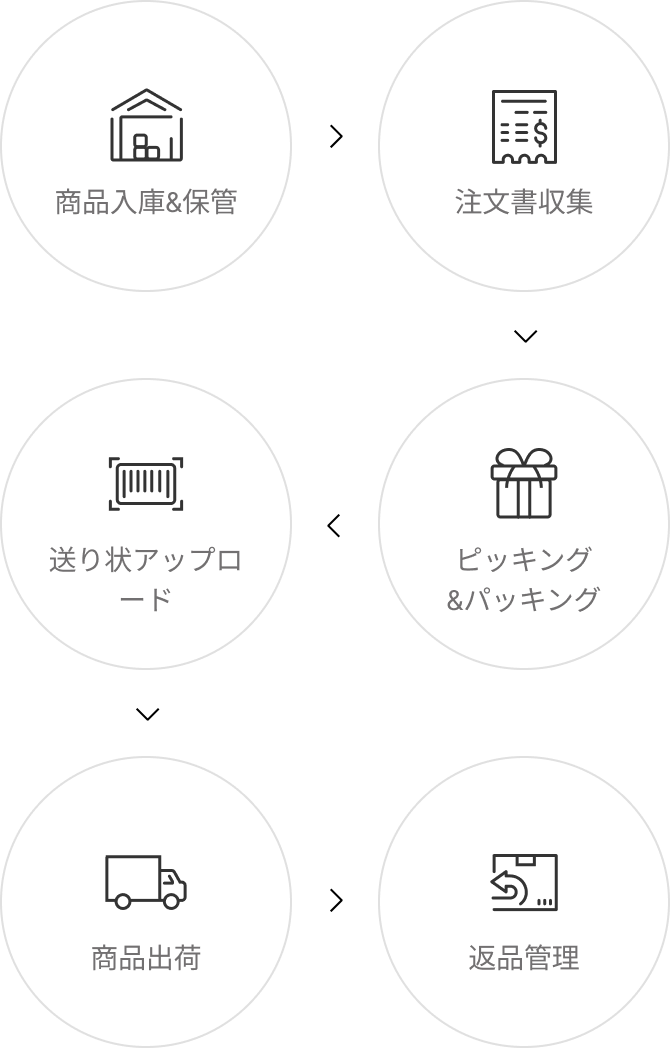 商品入庫&保管
注文書収集
ピッキング
&パッキング
送り状アップロ
ード
商品出荷
返品管理